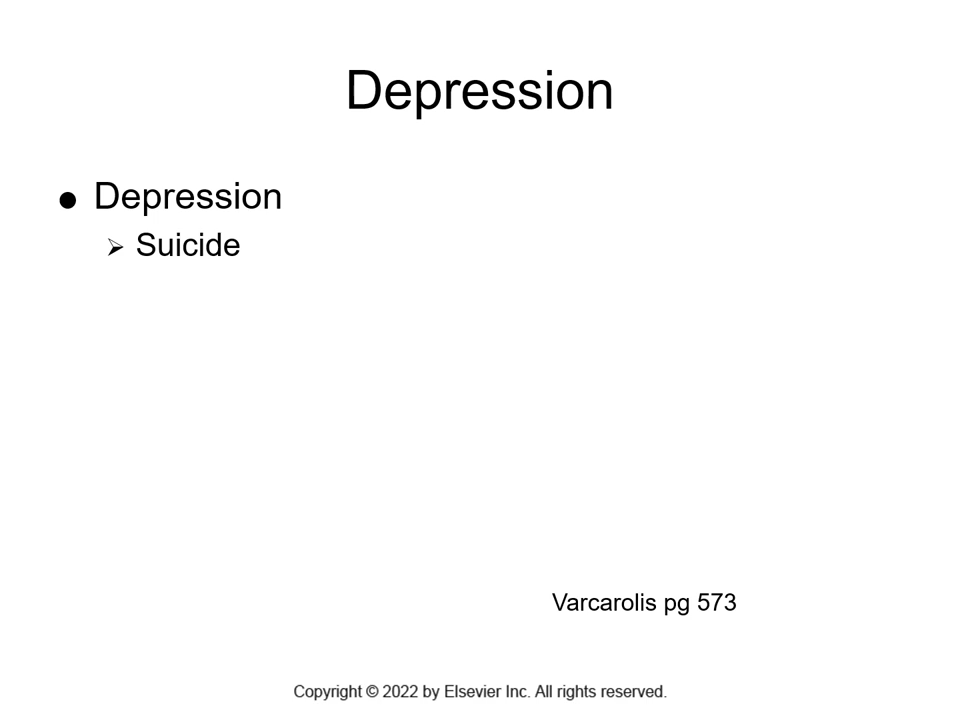 Depression
● Depression
➢ Suicide
Varcarolis pg 573
Copyright © 2022 by Elsevier Inc. All rights reserved.